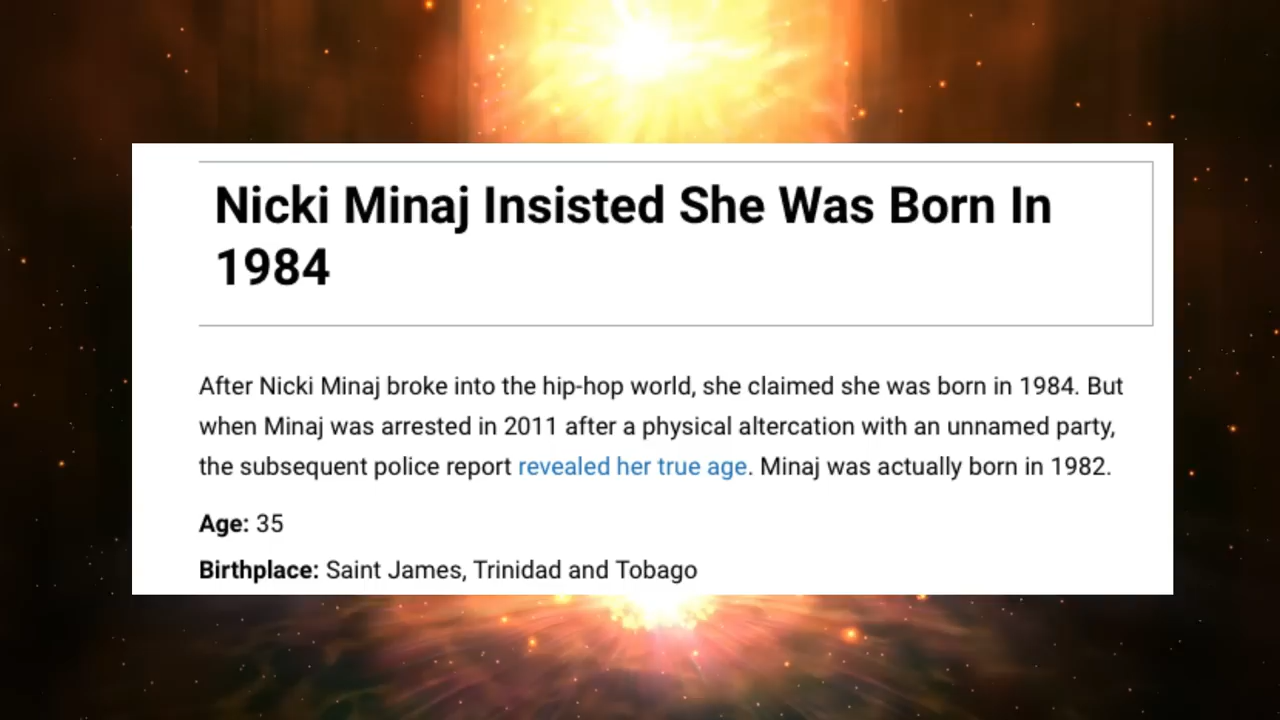 Nicki Minaj Insisted She Was Born In
1984
After Nicki Minaj broke into the hip-hop world, she claimed she was born in 1984. But
when Minaj was arrested in 2011 after a physical altercation with an unnamed party,
the subsequent police report revealed her true age. Minaj was actually born in 1982.
Age: 35
Birthplace: Saint James, Trinidad and Tobago